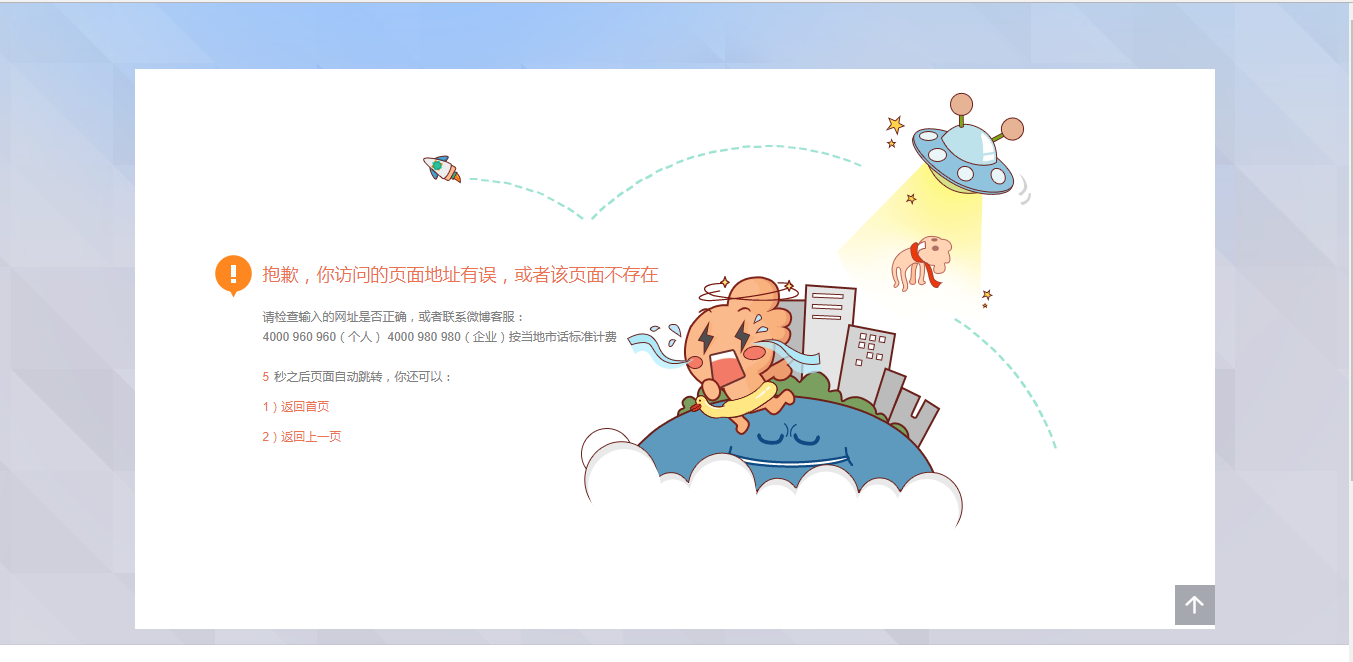 抱歉，你访问的页面地址有误，或者该页面不存在
请检查输入的网址是否正确，或者联系微博客服：
4000 960 960（个人） 4000 980 980（企业）按当地市话标准计费
5 秒之后页面自动跳转，你还可以：
1）返回首页
2）返回上一页